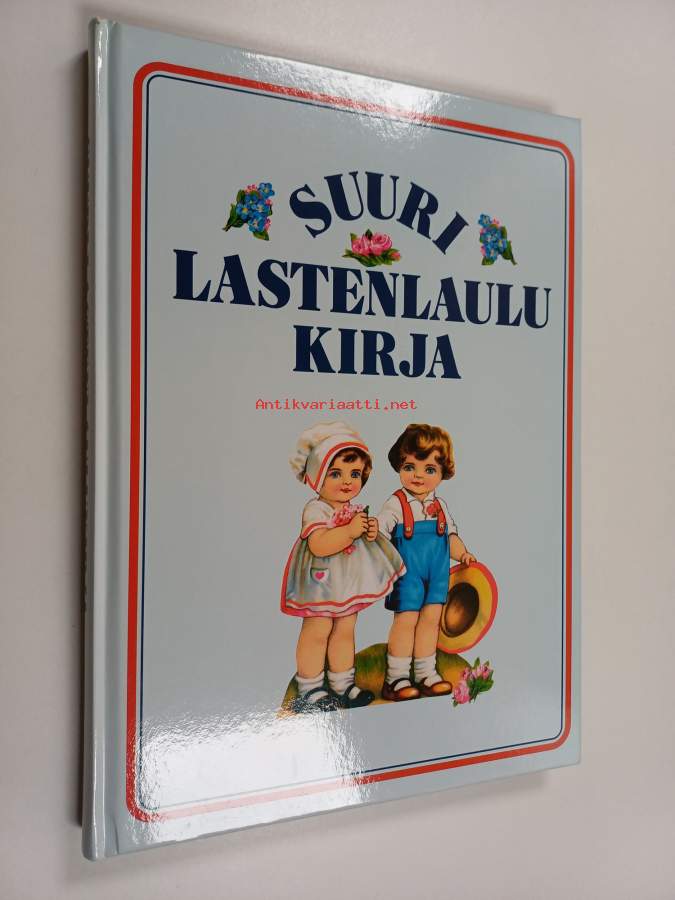 SUURI
LASTENLAULU
KIRJA
Antikvariaatti.net